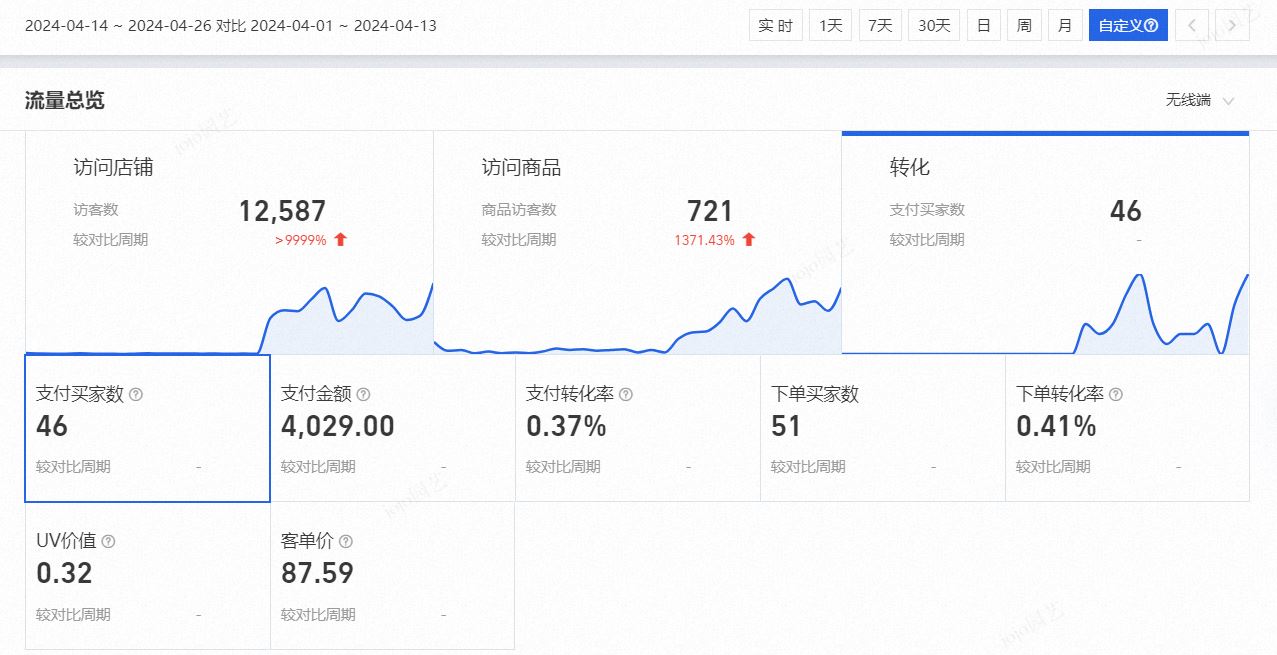 2024-04-14 ~ 2024-04-26 对比 2024-04-01 ~ 2024-04-13
实 时 1天 7天 30天 日 周 月 自定义?
流量总览
无线端
访问店铺 访问商品 转化
访客数 12,587 商品访客数 721 支付买家数 46
较对比周期 >9999% 较对比周期 1371.43% 较对比周期 -
支付买家数 ? 支付金额 ? 支付转化率 ? 下单买家数 下单转化率 ?
46 4,029.00 0.37% 51 0.41%
较对比周期 - 较对比周期 - 较对比周期 - 较对比周期 - 较对比周期 -
UV价值 ? 客单价 ?
0.32 87.59
较对比周期 - 较对比周期 -